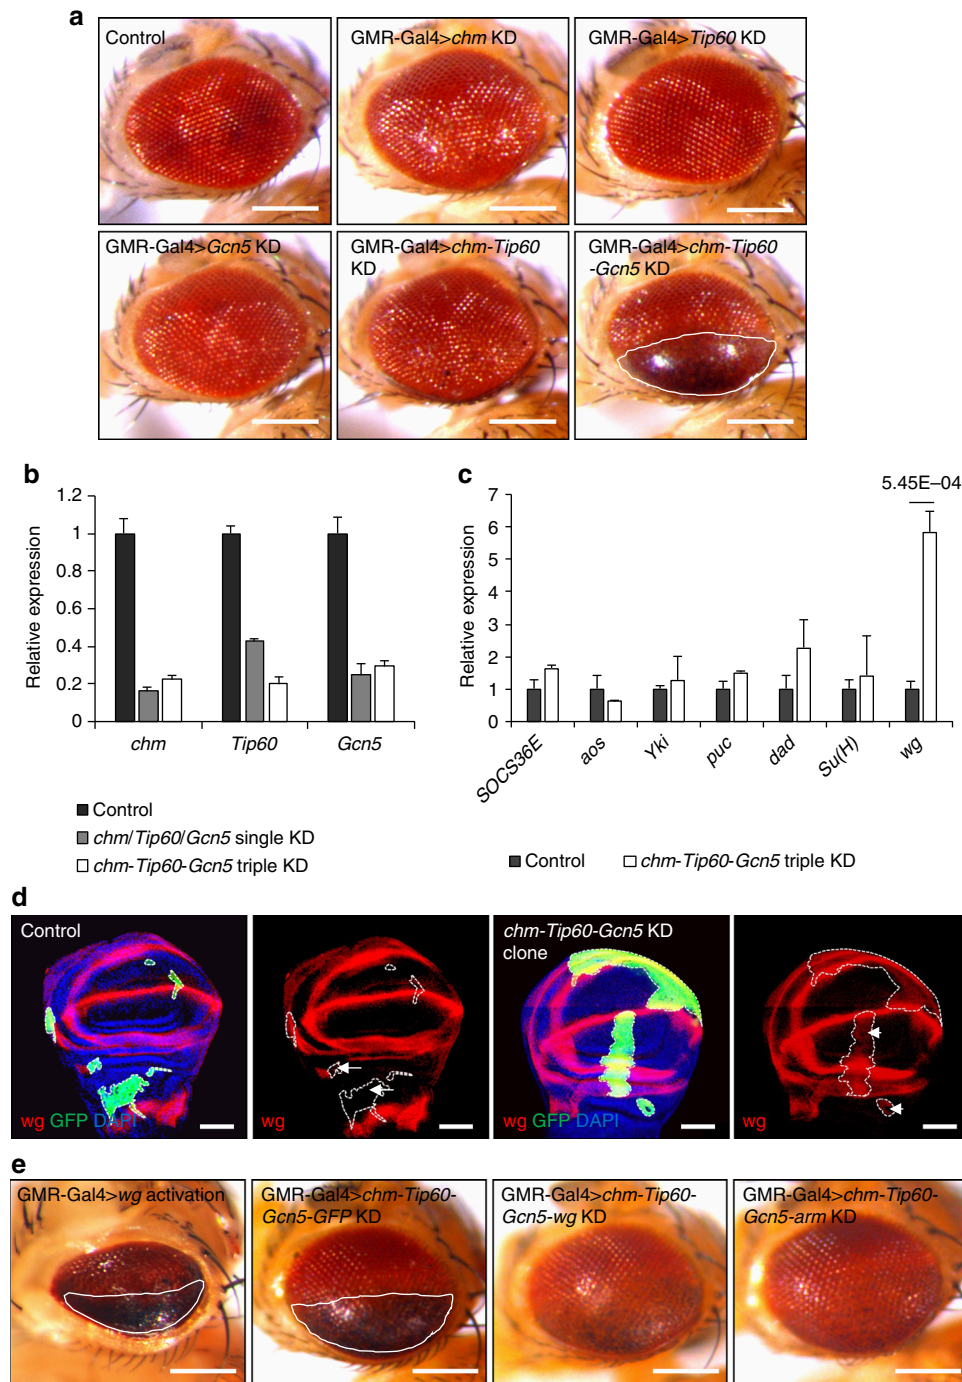 a
Control
GMR-Gal4>chm KD
GMR-Gal4>Tip60 KD
GMR-Gal4>Gcn5 KD
GMR-Gal4>chm-Tip60
KD
GMR-Gal4>chm-Tip60
-Gcn5 KD
b
Relative expression
1.2
1
0.8
0.6
0.4
0.2
0
chm
Tip60
Gcn5
Control
chm/Tip60/Gcn5 single KD
chm-Tip60-Gcn5 triple KD
c
Relative expression
7
6
5
4
3
2
1
0
5.45E–04
SOCS36E
aos
Yki
puc
dad
Su(H)
wg
Control
chm-Tip60-Gcn5 triple KD
d
Control
wg GFP DAPI
wg
chm-Tip60-Gcn5 KD
clone
wg GFP DAPI
wg
e
GMR-Gal4>wg activation
GMR-Gal4>chm-Tip60-
Gcn5-GFP KD
GMR-Gal4>chm-Tip60-
Gcn5-wg KD
GMR-Gal4>chm-Tip60-
Gcn5-arm KD